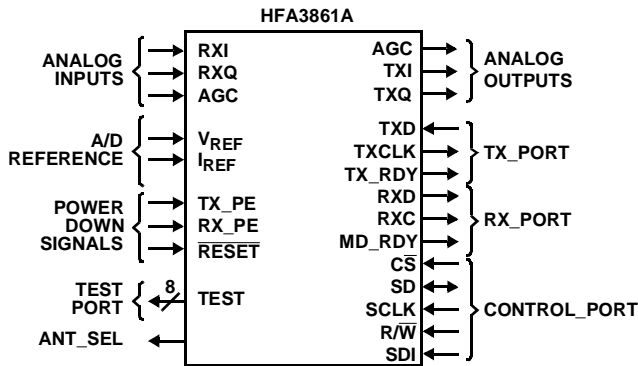 HFA3861A
ANALOG
INPUTS
RXI
RXQ
AGC
A/D
REFERENCE
VREF
IREF
POWER
DOWN
SIGNALS
TX_PE
RX_PE
RESET
TEST
PORT
8
TEST
ANT_SEL
AGC
TXI
TXQ
ANALOG
OUTPUTS
TXD
TXCLK
TX_RDY
TX_PORT
RXD
RXC
MD_RDY
RX_PORT
CS
SD
SCLK
R/W
SDI
CONTROL_PORT